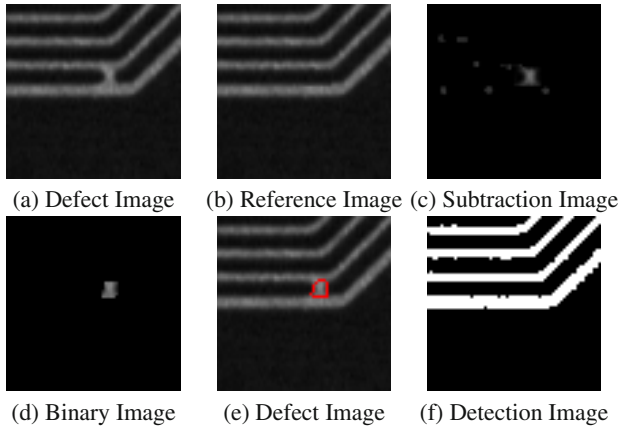 (a) Defect Image (b) Reference Image (c) Subtraction Image
(d) Binary Image (e) Defect Image (f) Detection Image